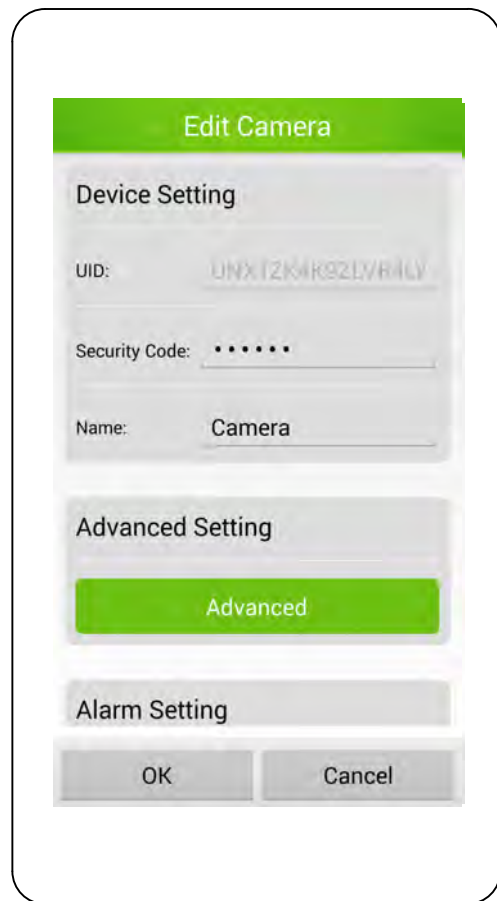 Edit Camera
Device Setting
UID:
Security Code: ••••••
Name: Camera
Advanced Setting
Advanced
Alarm Setting
OK Cancel